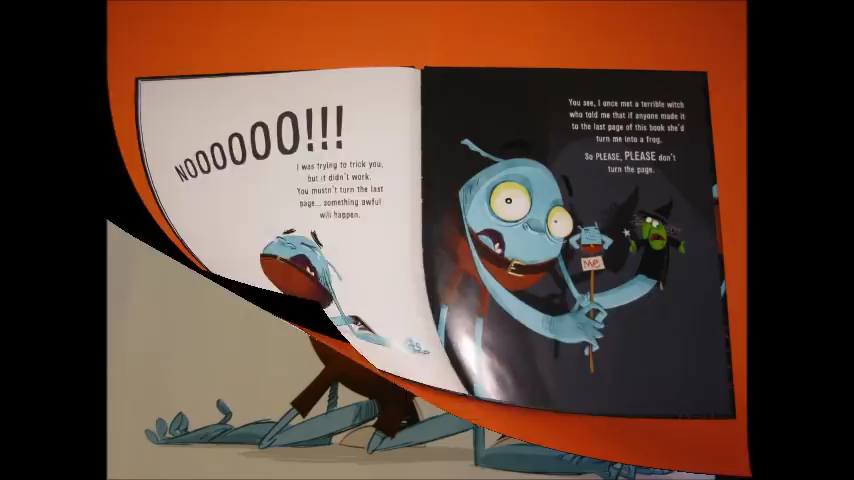 NOOOOOO!!!
I was trying to trick you,
but it didn't work.
You mustn't turn the last
page... something awful
will happen.
You see, I once met a terrible witch
who told me that if anyone made it
to the last page of this book she'd
turn me into a frog.
So PLEASE, PLEASE don't
turn the page.
Me